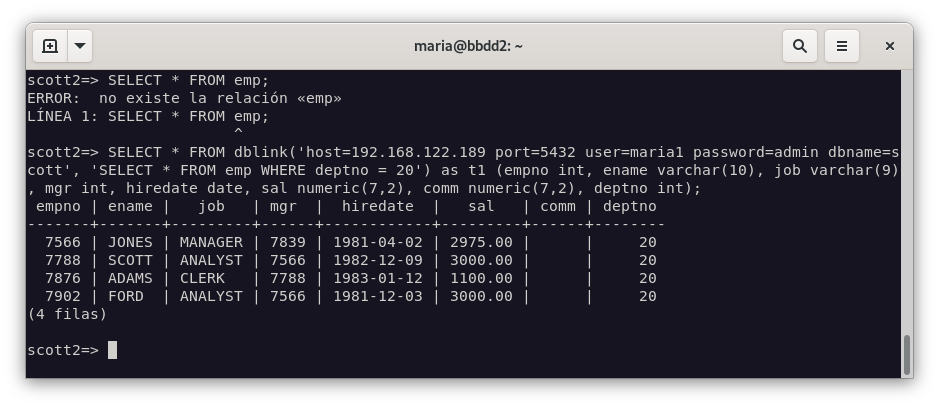 maria@bbdd2: ~
scott2=> SELECT * FROM emp;
ERROR:  no existe la relación «emp»
LÍNEA 1: SELECT * FROM emp;
                       ^
scott2=> SELECT * FROM dblink('host=192.168.122.189 port=5432 user=maria1 password=admin dbname=s
cott', 'SELECT * FROM emp WHERE deptno = 20') as t1 (empno int, ename varchar(10), job varchar(9)
, mgr int, hiredate date, sal numeric(7,2), comm numeric(7,2), deptno int);
 empno | ename |   job   | mgr  |  hiredate  |   sal   | comm | deptno
-------+-------+---------+------+------------+---------+------+--------
  7566 | JONES | MANAGER | 7839 | 1981-04-02 | 2975.00 |      |     20
  7788 | SCOTT | ANALYST | 7566 | 1982-12-09 | 3000.00 |      |     20
  7876 | ADAMS | CLERK   | 7788 | 1983-01-12 | 1100.00 |      |     20
  7902 | FORD  | ANALYST | 7566 | 1981-12-03 | 3000.00 |      |     20
(4 filas)
scott2=>